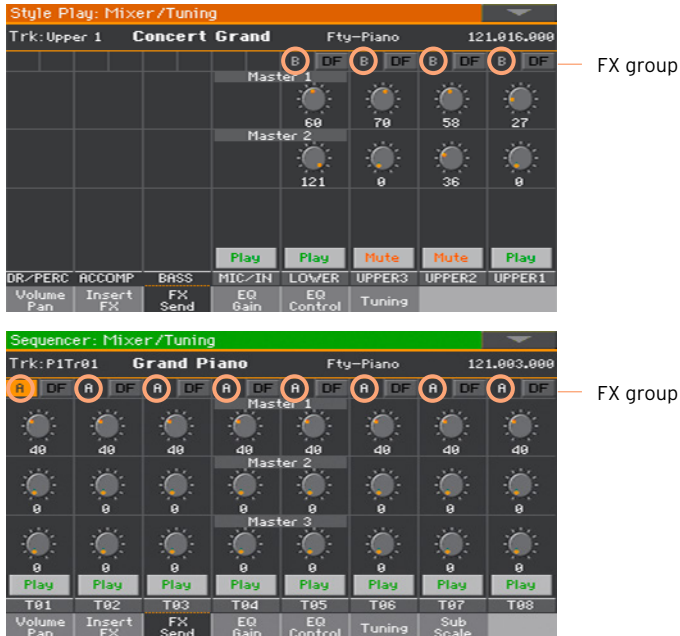 Style Play: Mixer/Tuning
Trk:Upper 1 Concert Grand Fty-Piano 121.016.000
B DF B DF B DF B DF FX group
Master 1
60 70 58 27
Master 2
121 0 36 0
Play Play Mute Mute Play
DR/PERC ACCOMP BASS MIC/IN LOWER UPPER3 UPPER2 UPPER1
Volume Pan Insert FX FX Send EQ Gain EQ Control Tuning
Sequencer: Mixer/Tuning
Trk:P1Tr01 Grand Piano Fty-Piano 121.003.000
A DF A DF A DF A DF A DF A DF A DF A DF FX group
Master 1
40 40 40 40 40 40 40 40
Master 2
0 0 0 0 0 0 0 0
Master 3
0 0 0 0 0 0 0 0
Play Play Play Play Play Play Play Play
T01 T02 T03 T04 T05 T06 T07 T08
Volume Pan Insert FX FX Send EQ Gain EQ Control Tuning Sub Scale